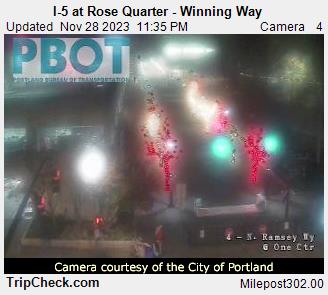 I-5 at Rose Quarter - Winning Way
Updated Nov 28 2023 11:35 PM Camera 4
PBOT
PORTLAND BUREAU OF TRANSPORTATION
4 - N. Ramsey Wy
@ One Ctr
Camera courtesy of the City of Portland
TripCheck.com Milepost302.00